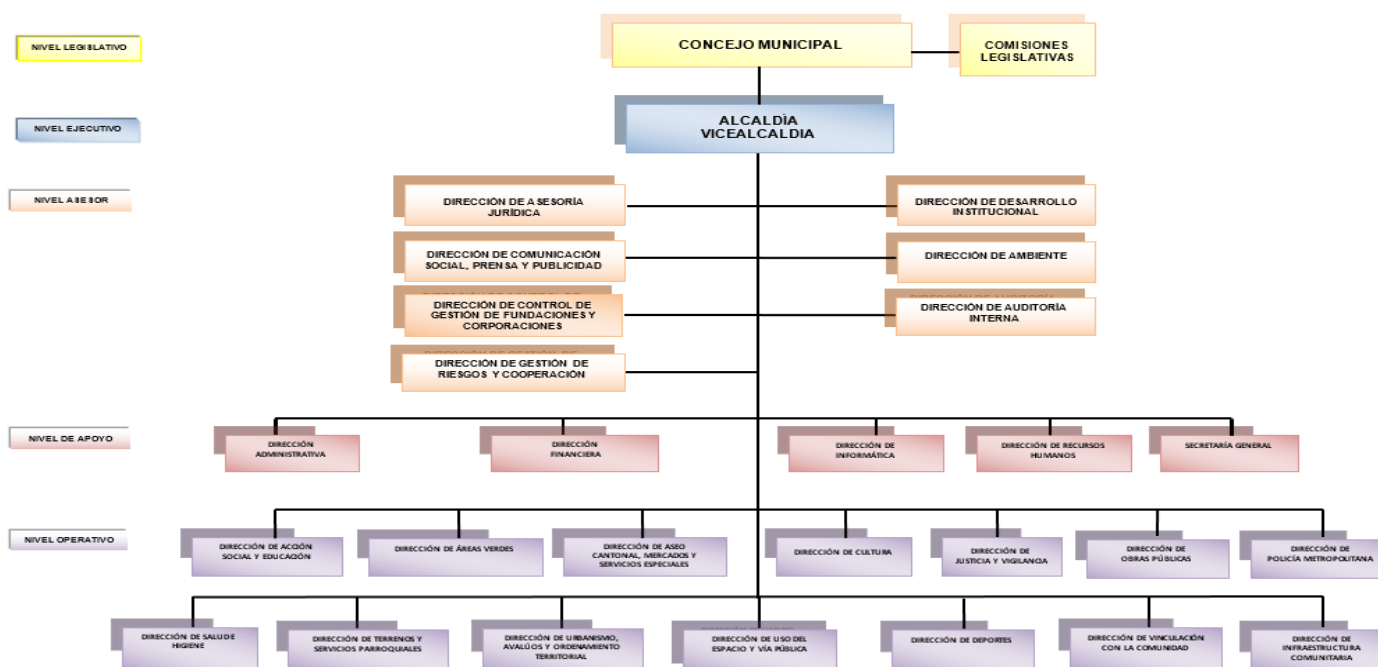 NIVEL LEGISLATIVO
CONCEJO MUNICIPAL
COMISIONES
LEGISLATIVAS
NIVEL EJECUTIVO
ALCALDÌA
VICEALCALDIA
NIVEL ASESOR
DIRECCIÓN DE ASESORÍA
JURÍDICA
DIRECCIÓN DE DESARROLLO
INSTITUCIONAL
DIRECCIÓN DE COMUNICACIÓN
SOCIAL, PRENSA Y PUBLICIDAD
DIRECCIÓN DE AMBIENTE
DIRECCIÓN DE CONTROL DE
GESTIÓN DE FUNDACIONES Y
CORPORACIONES
DIRECCIÓN DE AUDITORÍA
INTERNA
DIRECCIÓN DE GESTIÓN DE
RIESGOS Y COOPERACIÓN
NIVEL DE APOYO
DIRECCIÓN
ADMINISTRATIVA
DIRECCIÓN
FINANCIERA
DIRECCIÓN DE
INFORMÁTICA
DIRECCIÓN DE RECURSOS
HUMANOS
SECRETARÍA GENERAL
NIVEL OPERATIVO
DIRECCIÓN DE ACCIÓN
SOCIAL Y EDUCACIÓN
DIRECCIÓN DE ÁREAS VERDES
DIRECCIÓN DE ASEO
CANTONAL, MERCADOS Y
SERVICIOS ESPECIALES
DIRECCIÓN DE CULTURA
DIRECCIÓN DE
JUSTICIA Y VIGILANCIA
DIRECCIÓN DE
OBRAS PÚBLICAS
DIRECCIÓN DE
POLICÍA METROPOLITANA
DIRECCIÓN DE SALUD E
HIGIENE
DIRECCIÓN DE TERRENOS Y
SERVICIOS PARROQUIALES
DIRECCIÓN DE URBANISMO,
AVALÚOS Y ORDENAMIENTO
TERRITORIAL
DIRECCIÓN DE USO DEL
ESPACIO Y VÍA PÚBLICA
DIRECCIÓN DE DEPORTES
DIRECCIÓN DE VINCULACIÓN
CON LA COMUNIDAD
DIRECCIÓN DE
INFRAESTRUCTURA
COMUNITARIA